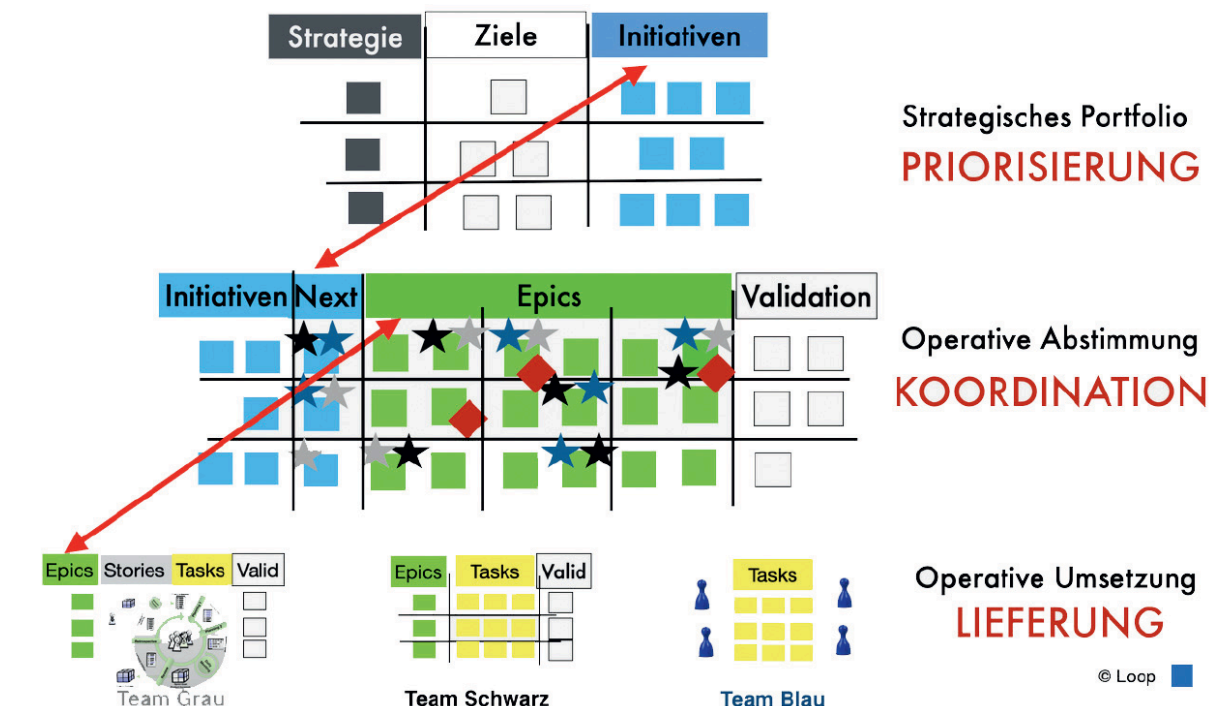 Strategie Ziele Initiativen
Strategisches Portfolio
PRIORISIERUNG
Initiativen Next Epics Validation
Operative Abstimmung
KOORDINATION
Epics Stories Tasks Valid
Epics Tasks Valid
Tasks
Operative Umsetzung
LIEFERUNG
© Loop
Team Grau
Team Schwarz
Team Blau